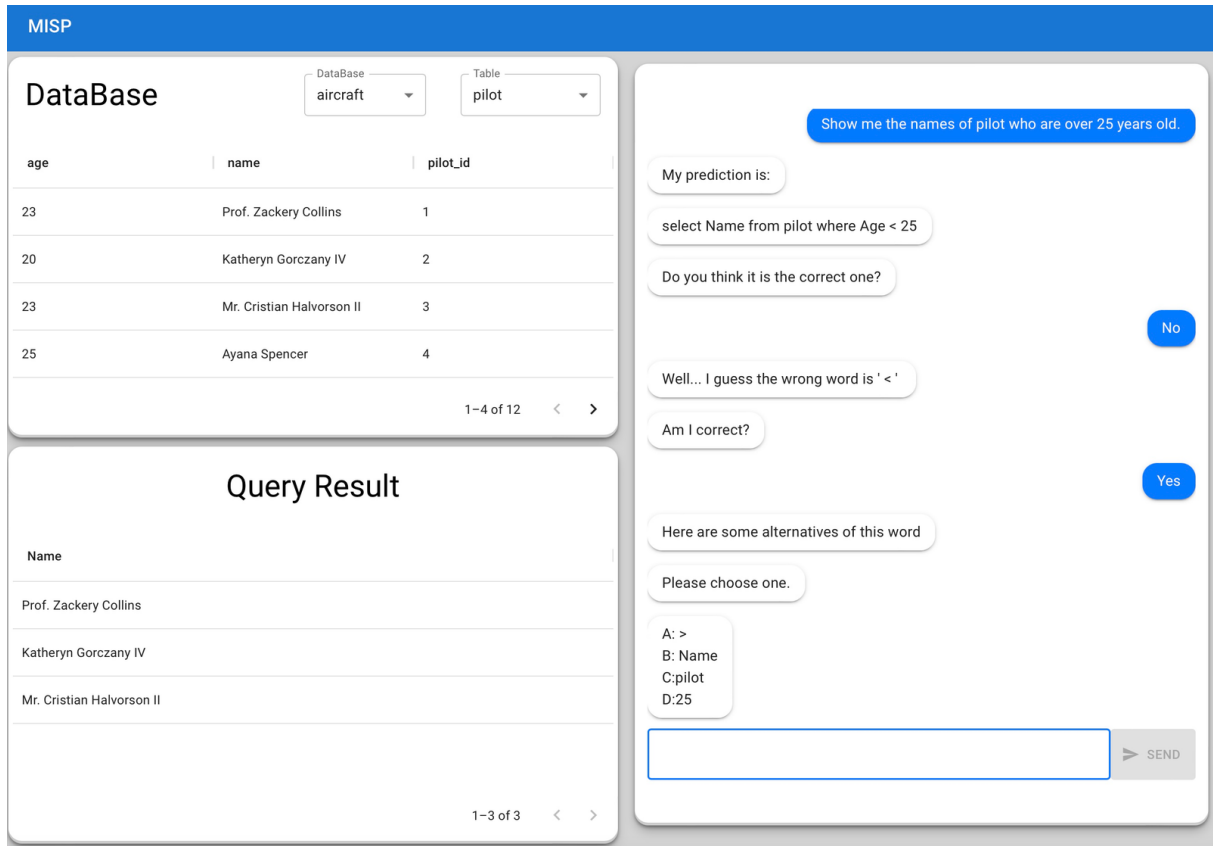 MISP
DataBase
DataBase
aircraft
Table
pilot
age name pilot_id
23 Prof. Zackery Collins 1
20 Katheryn Gorczany IV 2
23 Mr. Cristian Halvorson II 3
25 Ayana Spencer 4
1–4 of 12
Query Result
Name
Prof. Zackery Collins
Katheryn Gorczany IV
Mr. Cristian Halvorson II
1–3 of 3
Show me the names of pilot who are over 25 years old.
My prediction is:
select Name from pilot where Age < 25
Do you think it is the correct one?
No
Well... I guess the wrong word is ' < '
Am I correct?
Yes
Here are some alternatives of this word
Please choose one.
A: >
B: Name
C:pilot
D:25
SEND